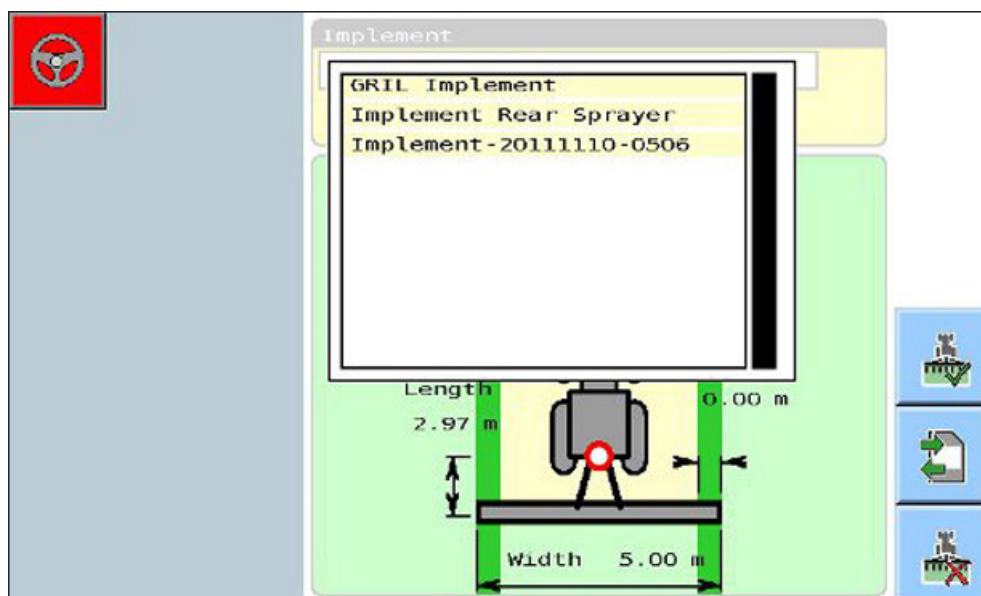 Implement
GRIL Implement
Implement Rear Sprayer
Implement-20111110-0506
Length
2.97 m
0.00 m
Width 5.00 m